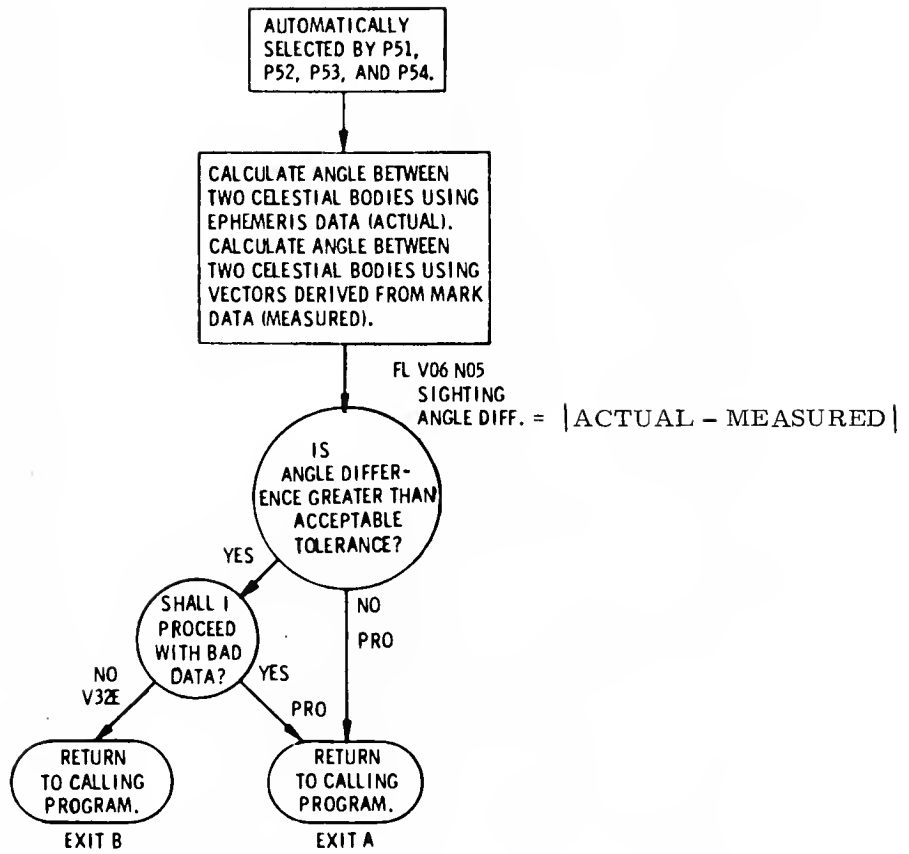 AUTOMATICALLY
SELECTED BY P51,
P52, P53, AND P54.
CALCULATE ANGLE BETWEEN
TWO CELESTIAL BODIES USING
EPHEMERIS DATA (ACTUAL).
CALCULATE ANGLE BETWEEN
TWO CELESTIAL BODIES USING
VECTORS DERIVED FROM MARK
DATA (MEASURED).
FL V06 N05
SIGHTING
ANGLE DIFF. = |ACTUAL – MEASURED|
IS
ANGLE DIFFER-
ENCE GREATER THAN
ACCEPTABLE
TOLERANCE?
YES
NO
PRO
SHALL I
PROCEED
WITH BAD
DATA?
NO
V32E
YES
PRO
RETURN
TO CALLING
PROGRAM.
EXIT B
RETURN
TO CALLING
PROGRAM.
EXIT A